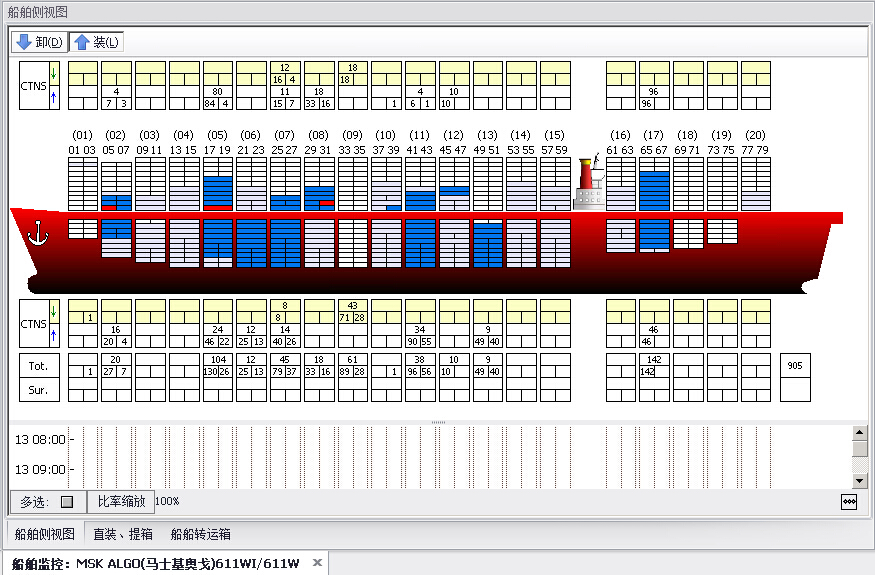 船舶侧视图
卸(D) 装(L)
12 18
16 4 18
CTNS
4 80 11 18 4 10 96
7 3 84 4 15 7 33 16 1 6 1 10 96
(01) (02) (03) (04) (05) (06) (07) (08) (09) (10) (11) (12) (13) (14) (15) (16) (17) (18) (19) (20)
01 03 05 07 09 11 13 15 17 19 21 23 25 27 29 31 33 35 37 39 41 43 45 47 49 51 53 55 57 59 61 63 65 67 69 71 73 75 77 79
8 43
1 8 71 28
CTNS
16 24 12 14 34 9 46
20 4 46 22 25 13 40 26 90 55 49 40 46
Tot. 20 104 12 45 18 61 38 10 9 142 905
1 27 7 130 26 25 13 79 37 33 16 89 28 1 96 56 10 49 40 142
Sur.
13 08:00
13 09:00
多选: 比率缩放 100%
船舶侧视图 直装、提箱 船舶转运箱
船舶监控: MSK ALGO(马士基奥戈)611WI/611W